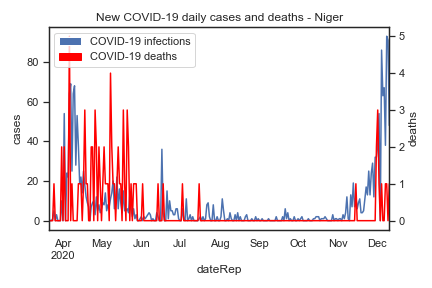 New COVID-19 daily cases and deaths - Niger
COVID-19 infections
COVID-19 deaths
cases
80
60
40
20
0
deaths
5
4
3
2
1
0
Apr May Jun Jul Aug Sep Oct Nov Dec
2020
dateRep